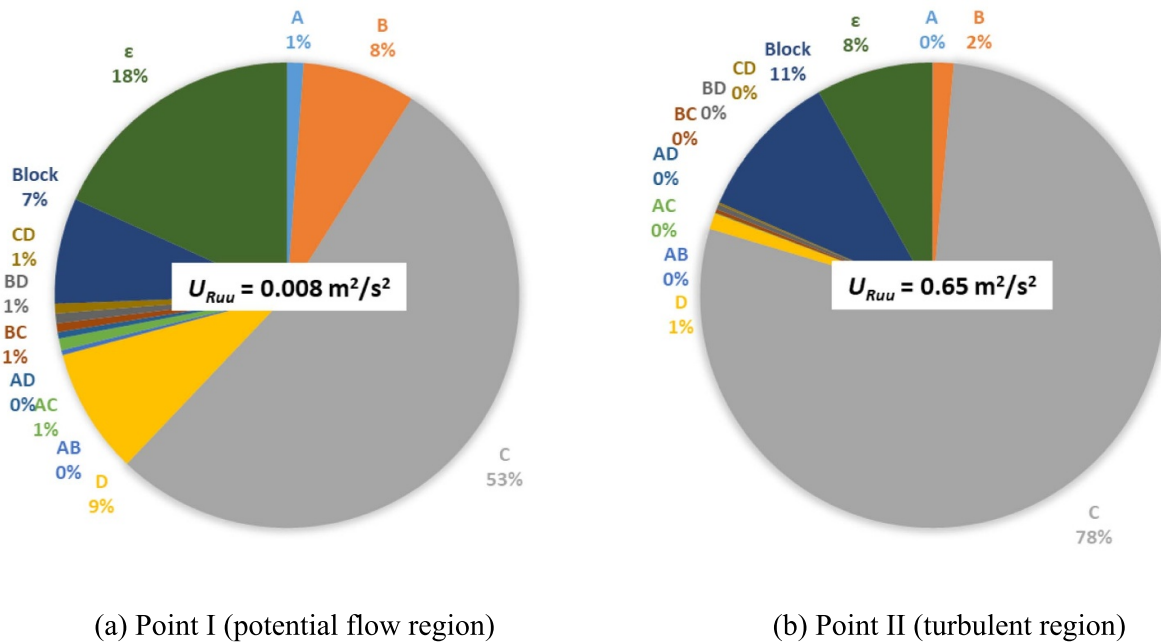 A
1%
B
8%
C
53%
D
9%
AB
0%
AC
1%
AD
0%
BC
1%
BD
1%
CD
1%
Block
7%
ε
18%
U_Ruu = 0.008 m²/s²
(a) Point I (potential flow region)
A
0%
B
2%
C
78%
D
1%
AB
0%
AC
0%
AD
0%
BC
0%
BD
0%
CD
0%
Block
11%
ε
8%
U_Ruu = 0.65 m²/s²
(b) Point II (turbulent region)